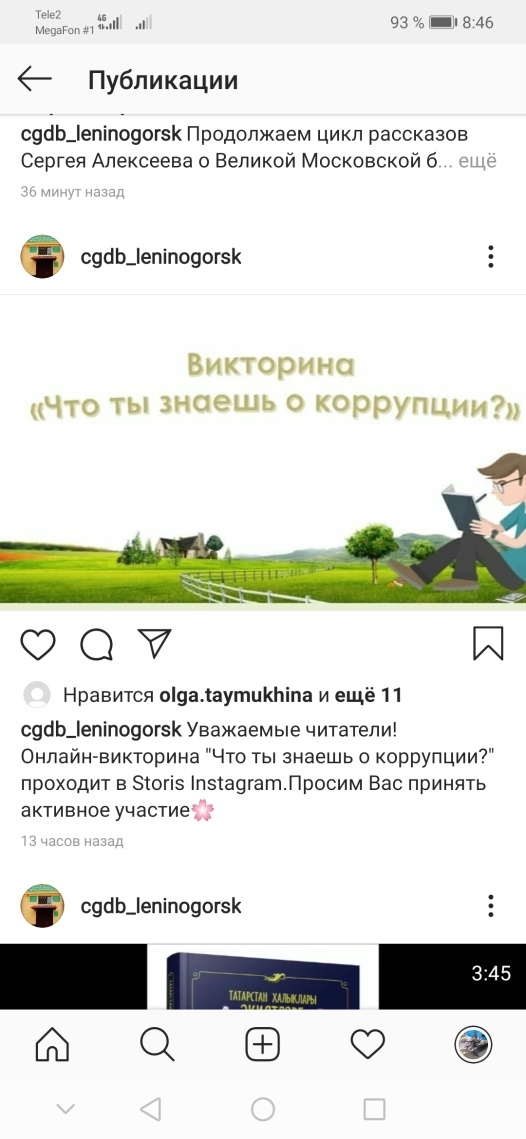 Tele2
MegaFon #1
4G
93 %
8:46
Публикации
cgdb_leninogorsk Продолжаем цикл рассказов
Сергея Алексеева о Великой Московской б... ещё
36 минут назад
cgdb_leninogorsk
Викторина
«Что ты знаешь о коррупции?»
Нравится olga.taymukhina и ещё 11
cgdb_leninogorsk Уважаемые читатели!
Онлайн-викторина "Что ты знаешь о коррупции?"
проходит в Storis Instagram.Просим Вас принять
активное участие🌸
13 часов назад
cgdb_leninogorsk
3:45
ТАТАРСТАН ХАЛЫКЛАРЫ